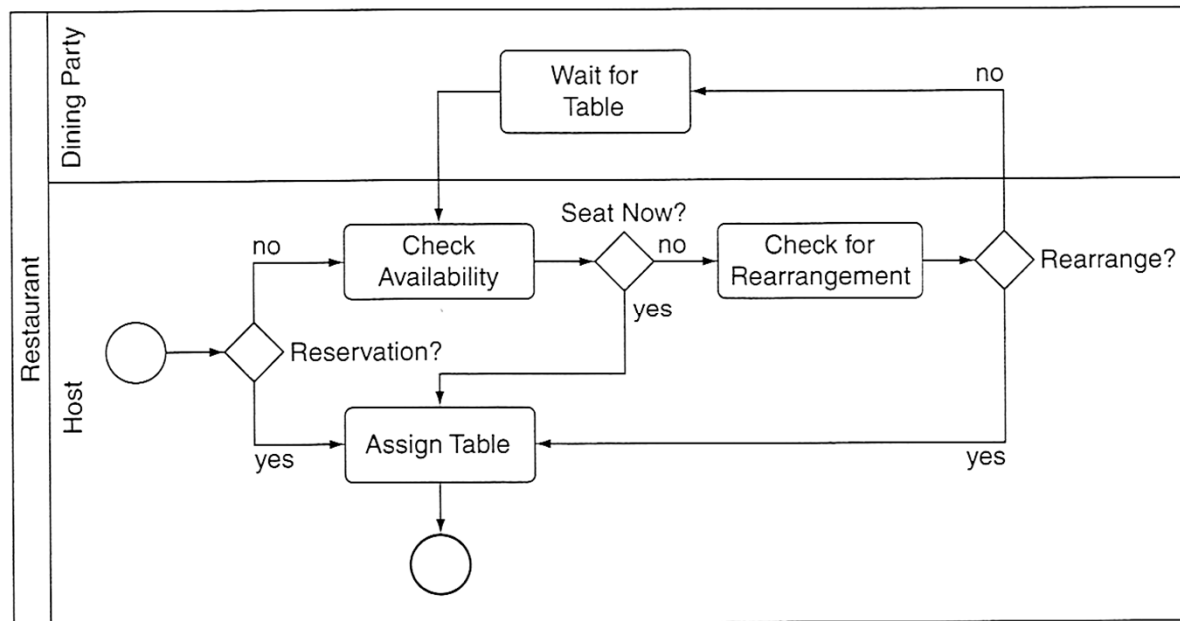 Restaurant
Dining Party
Wait for
Table
no
Host
Seat Now?
no
Check
Availability
no
Check for
Rearrangement
Rearrange?
yes
Reservation?
yes
Assign Table
yes